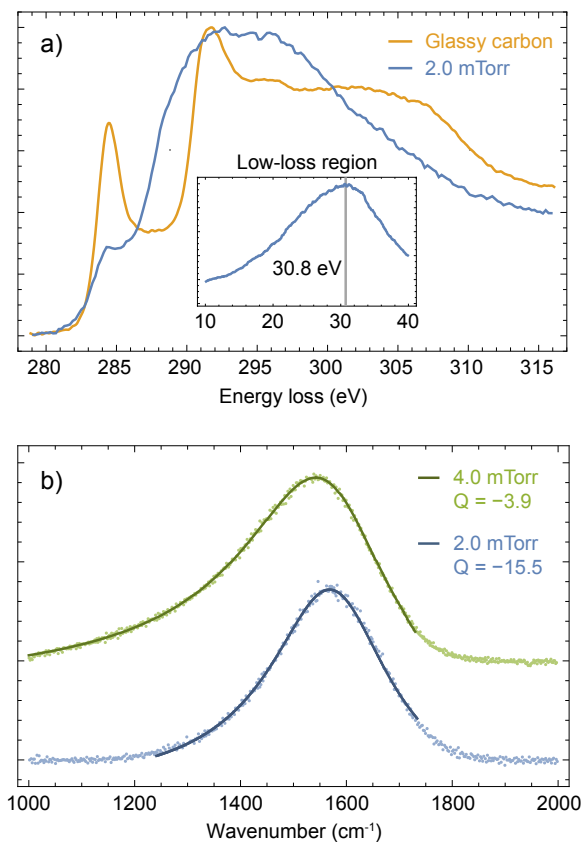 a)
Glassy carbon
2.0 mTorr
Low-loss region
30.8 eV
10 20 30 40
280 285 290 295 300 305 310 315
Energy loss (eV)
b)
4.0 mTorr
Q = −3.9
2.0 mTorr
Q = −15.5
1000 1200 1400 1600 1800 2000
Wavenumber (cm⁻¹)